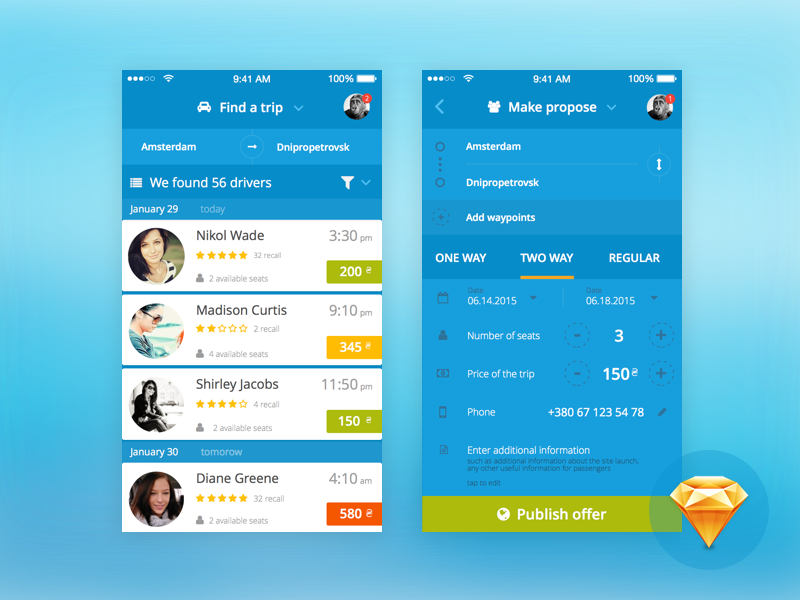 9:41 AM 100%
Find a trip 2
Amsterdam Dnipropetrovsk
We found 56 drivers
January 29 today
Nikol Wade 3:30 pm
32 recall
2 available seats 200 ₴
Madison Curtis 9:10 pm
2 recall
4 available seats 345 ₴
Shirley Jacobs 11:50 pm
4 recall
2 available seats 150 ₴
January 30 tomorow
Diane Greene 4:10 am
32 recall
2 available seats 580 ₴
9:41 AM 100%
Make propose 1
Amsterdam
Dnipropetrovsk
+ Add waypoints
ONE WAY TWO WAY REGULAR
Date Date
06.14.2015 06.18.2015
Number of seats - 3 +
Price of the trip - 150 ₴ +
Phone +380 67 123 54 78
Enter additional information
such as additional information about the site launch,
any other useful information for passengers
tap to edit
Publish offer